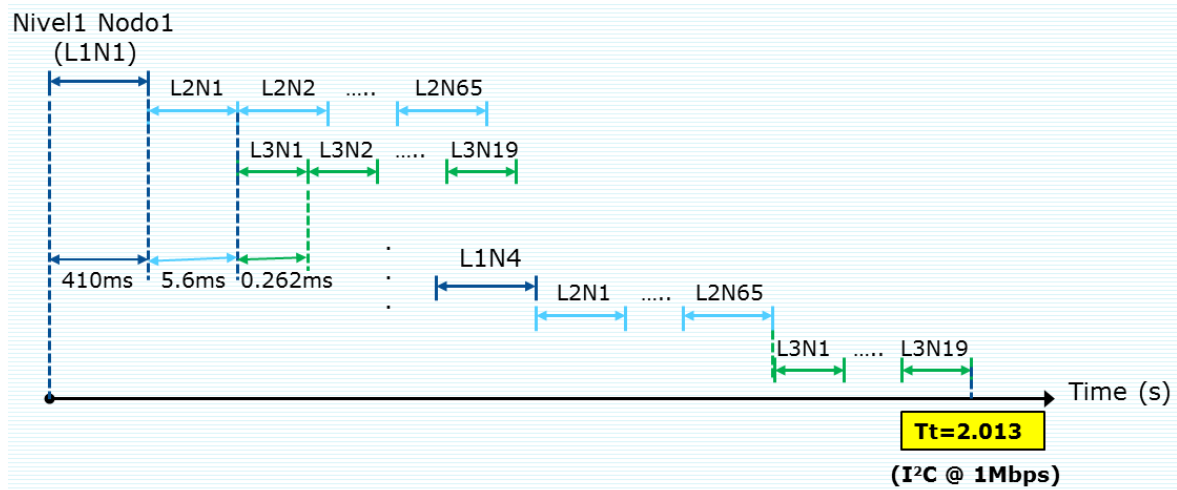 Nivel1 Nodo1
(L1N1)
L2N1 L2N2 ..... L2N65
L3N1 L3N2 ..... L3N19
410ms 5.6ms 0.262ms
.
.
.
L1N4
L2N1 ..... L2N65
L3N1 ..... L3N19
Time (s)
Tt=2.013
(I²C @ 1Mbps)